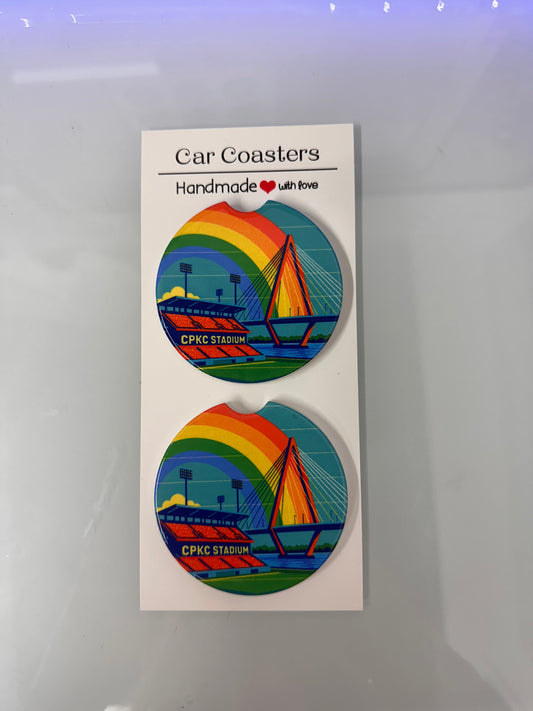 Car Coasters
Handmade with love
CPKC STADIUM
CPKC STADIUM